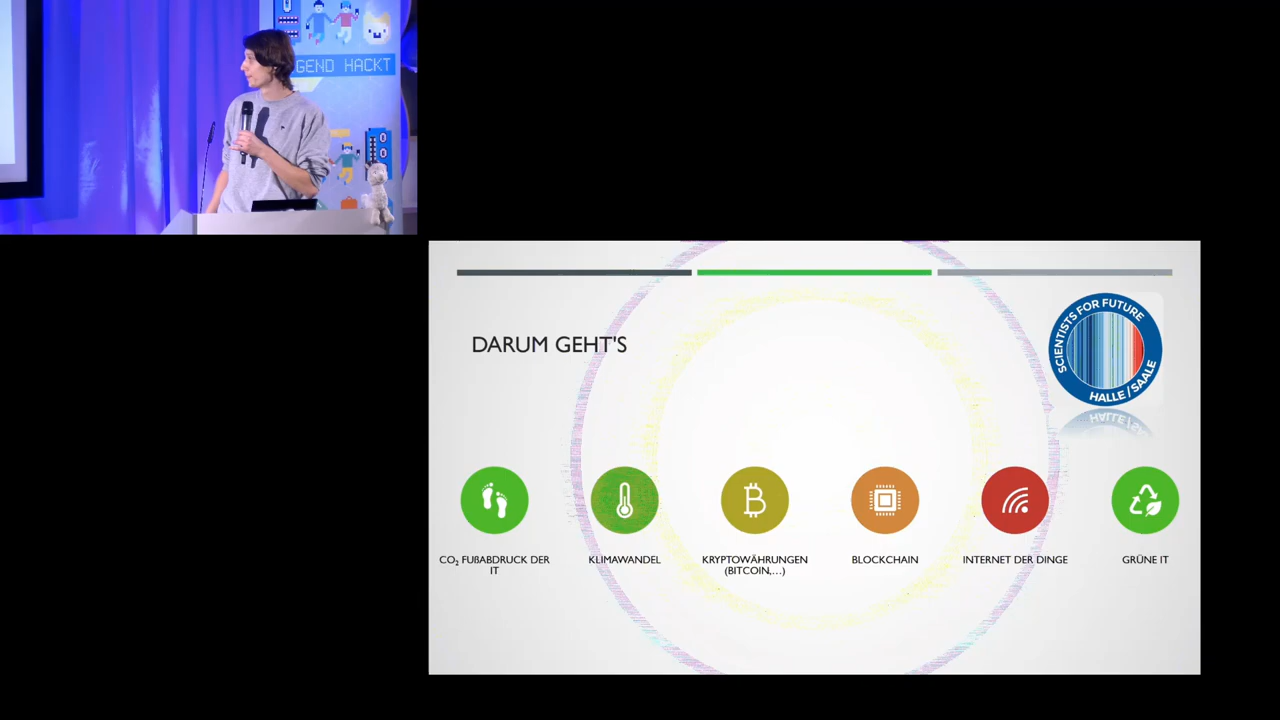 GEND HACKT
DARUM GEHT'S
SCIENTISTS FOR FUTURE
HALLE / SAALE
CO₂ FUßABDRUCK DER
IT
KLIMAWANDEL
KRYPTOWÄHRUNGEN
(BITCOIN,...)
BLOCKCHAIN
INTERNET DER DINGE
GRÜNE IT